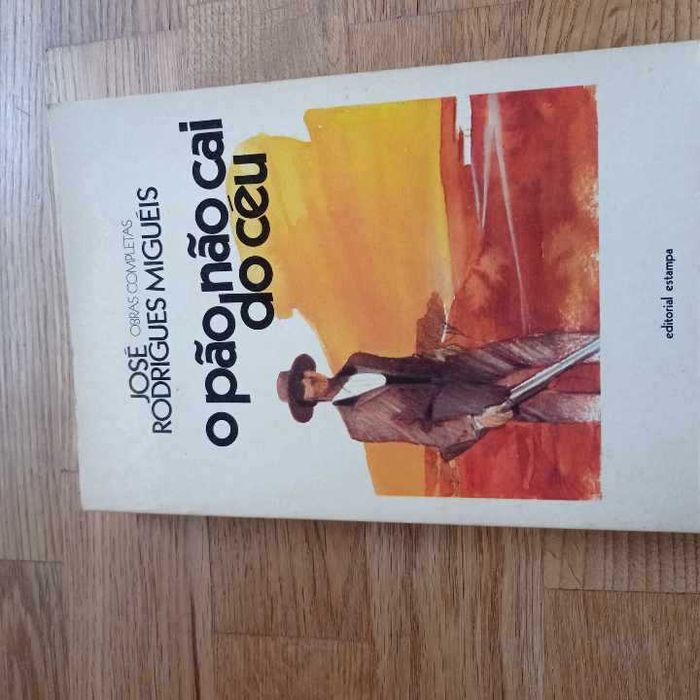 OBRAS COMPLETAS
JOSÉ
RODRIGUES MIGUÉIS
o pão não cai
do céu
editorial estampa